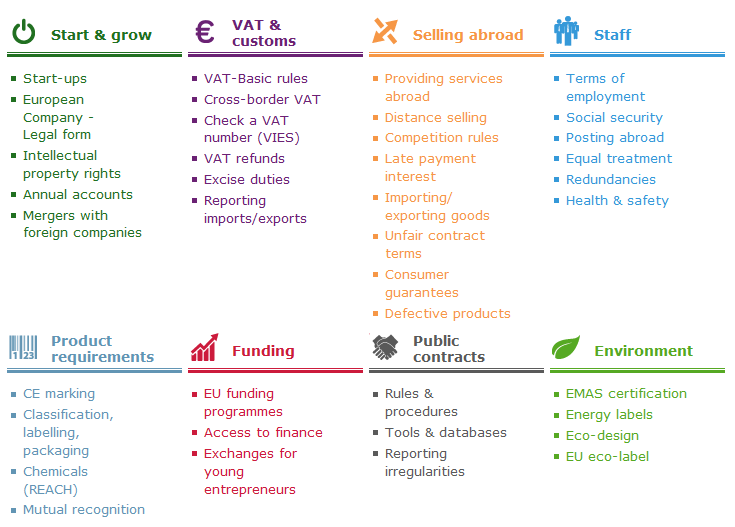 Start & grow
Start-ups
European
Company -
Legal form
Intellectual
property rights
Annual accounts
Mergers with
foreign companies
VAT &
customs
VAT-Basic rules
Cross-border VAT
Check a VAT
number (VIES)
VAT refunds
Excise duties
Reporting
imports/exports
Selling abroad
Providing services
abroad
Distance selling
Competition rules
Late payment
interest
Importing/
exporting goods
Unfair contract
terms
Consumer
guarantees
Defective products
Staff
Terms of
employment
Social security
Posting abroad
Equal treatment
Redundancies
Health & safety
123
Product
requirements
CE marking
Classification,
labelling,
packaging
Chemicals
(REACH)
Mutual recognition
Funding
EU funding
programmes
Access to finance
Exchanges for
young
entrepreneurs
Public
contracts
Rules &
procedures
Tools & databases
Reporting
irregularities
Environment
EMAS certification
Energy labels
Eco-design
EU eco-label